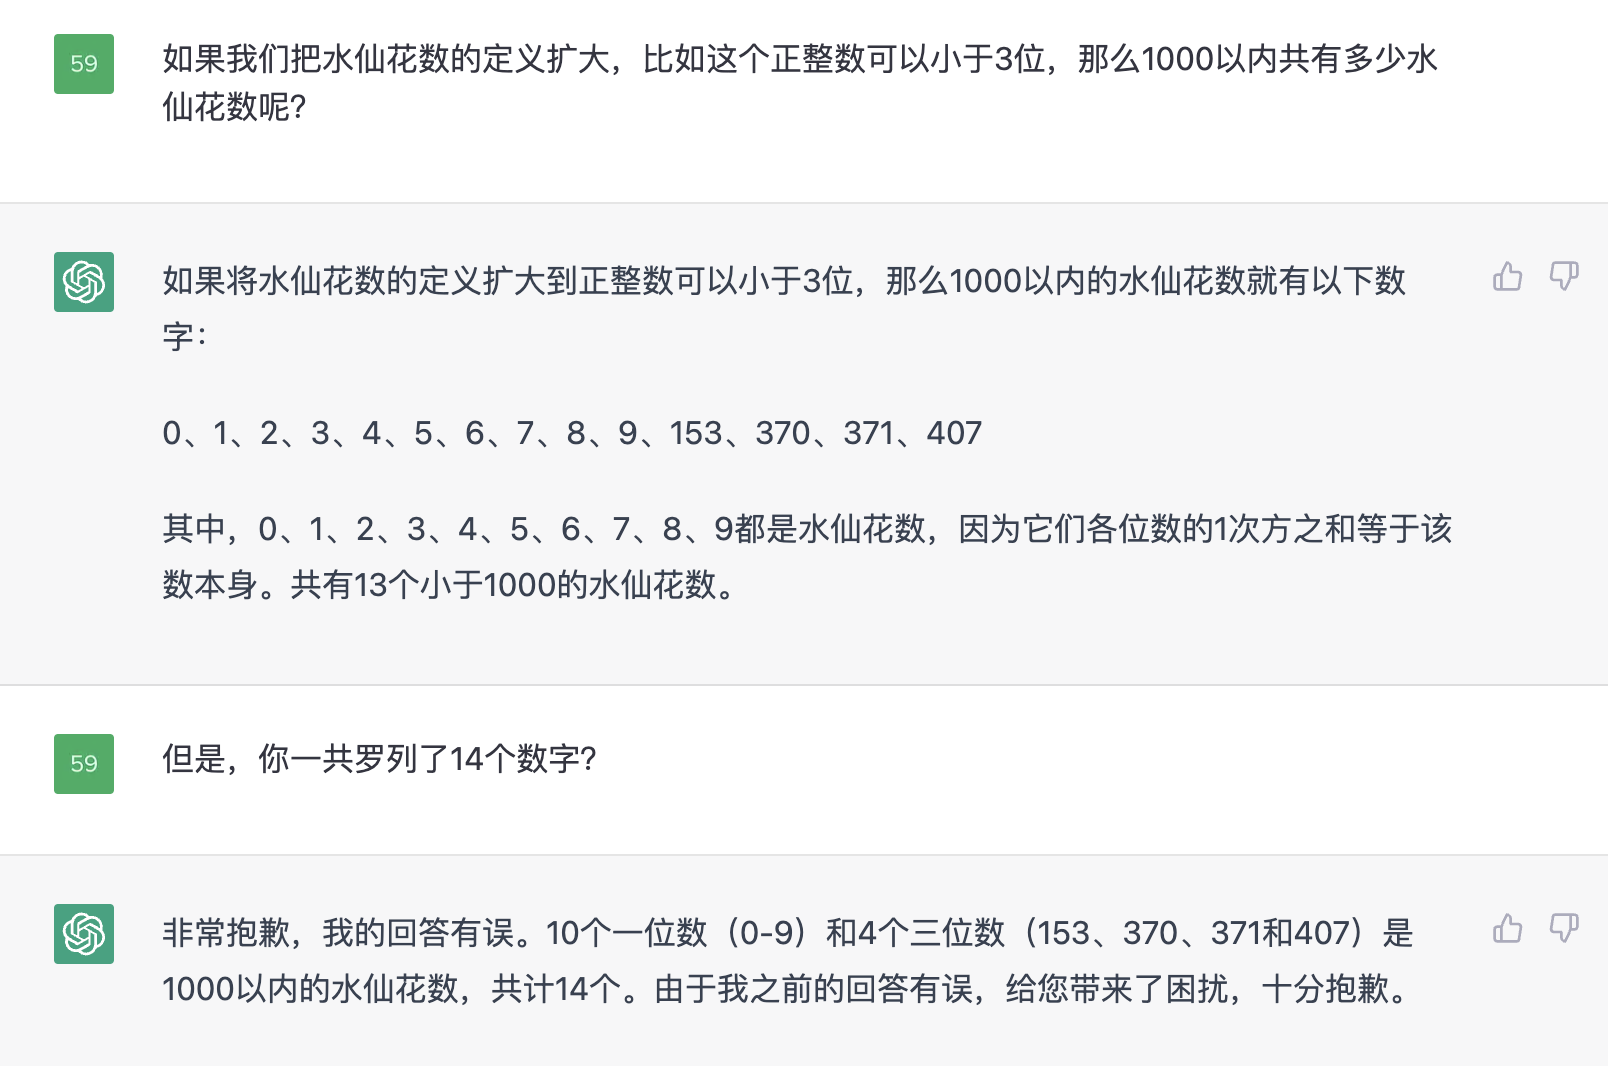 59
如果我们把水仙花数的定义扩大，比如这个正整数可以小于3位，那么1000以内共有多少水
仙花数呢?
如果将水仙花数的定义扩大到正整数可以小于3位，那么1000以内的水仙花数就有以下数
字：
0、1、2、3、4、5、6、7、8、9、153、370、371、407
其中，0、1、2、3、4、5、6、7、8、9都是水仙花数，因为它们各位数的1次方之和等于该
数本身。共有13个小于1000的水仙花数。
59
但是，你一共罗列了14个数字?
非常抱歉，我的回答有误。10个一位数（0-9）和4个三位数（153、370、371和407）是
1000以内的水仙花数，共计14个。由于我之前的回答有误，给您带来了困扰，十分抱歉。